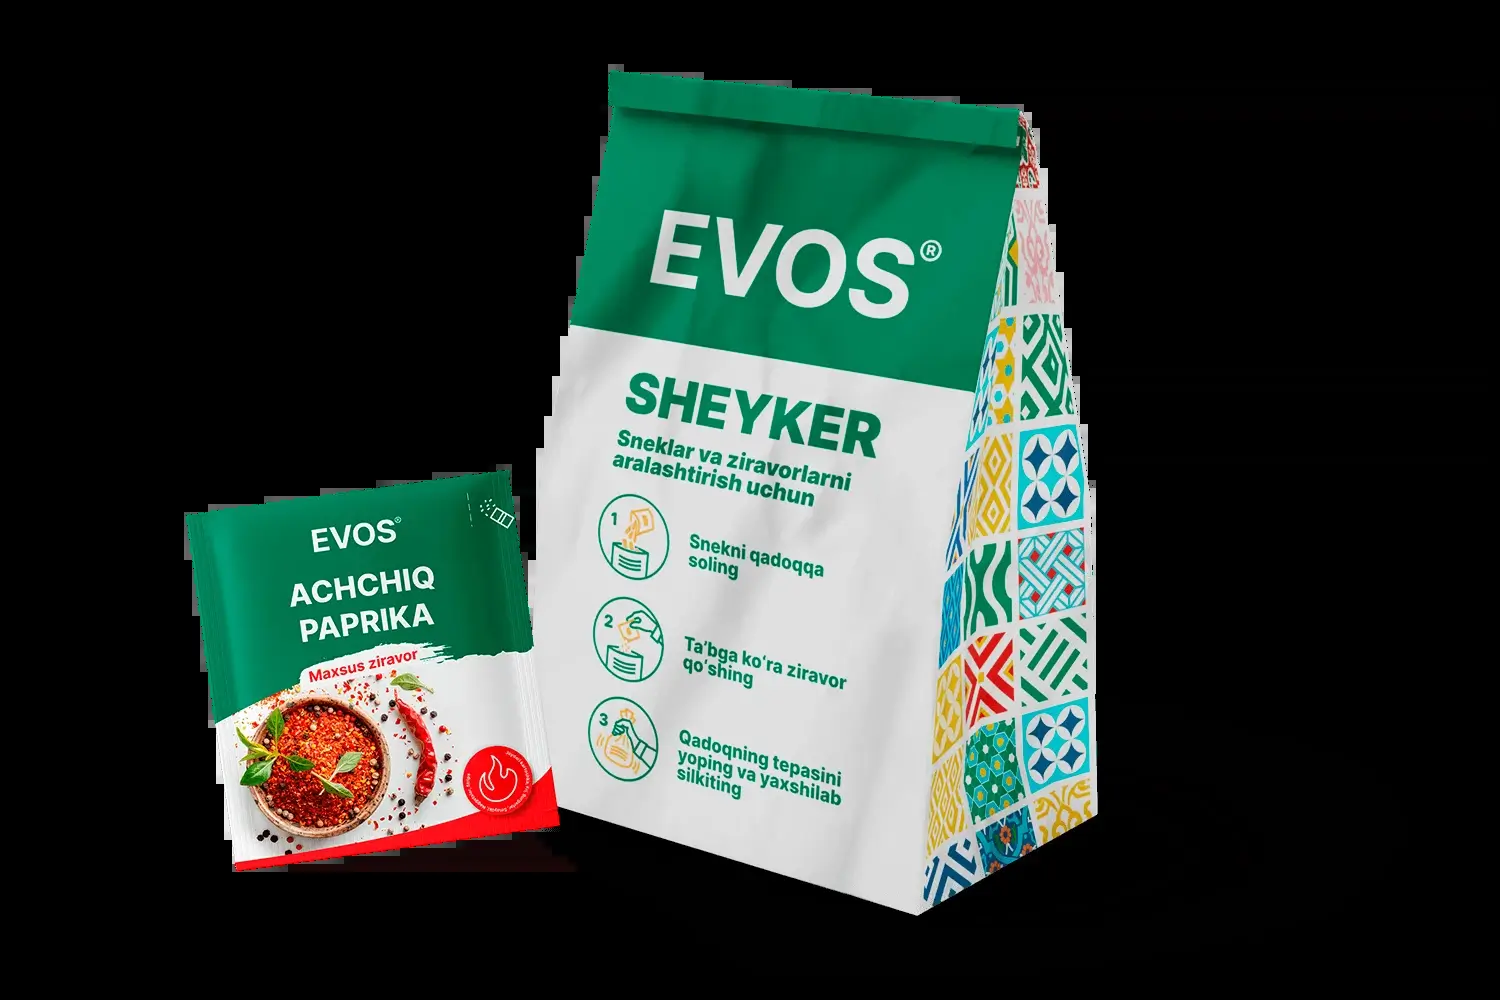 EVOS®
SHEYKER
Sneklar va ziravorlarni
aralashtirish uchun
1
Snekni qadoqqa
soling
2
Ta’bga ko‘ra ziravor
qo‘shing
3
Qadoqning tepasini
yoping va yaxshilab
silkiting
EVOS®
ACHCHIQ
PAPRIKA
Maxsus ziravor